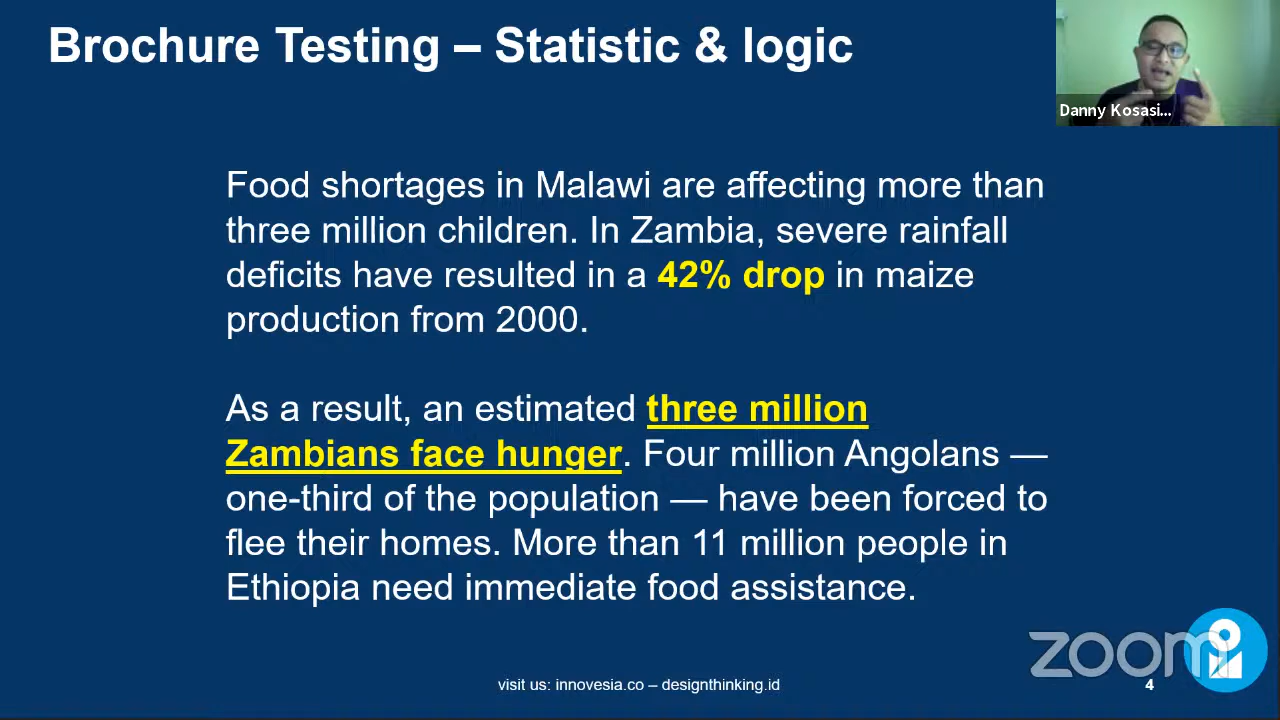 Brochure Testing – Statistic & logic
Danny Kosasi...
Food shortages in Malawi are affecting more than
three million children. In Zambia, severe rainfall
deficits have resulted in a 42% drop in maize
production from 2000.
As a result, an estimated three million
Zambians face hunger. Four million Angolans —
one-third of the population — have been forced to
flee their homes. More than 11 million people in
Ethiopia need immediate food assistance.
zoom
visit us: innovesia.co – designthinking.id
4